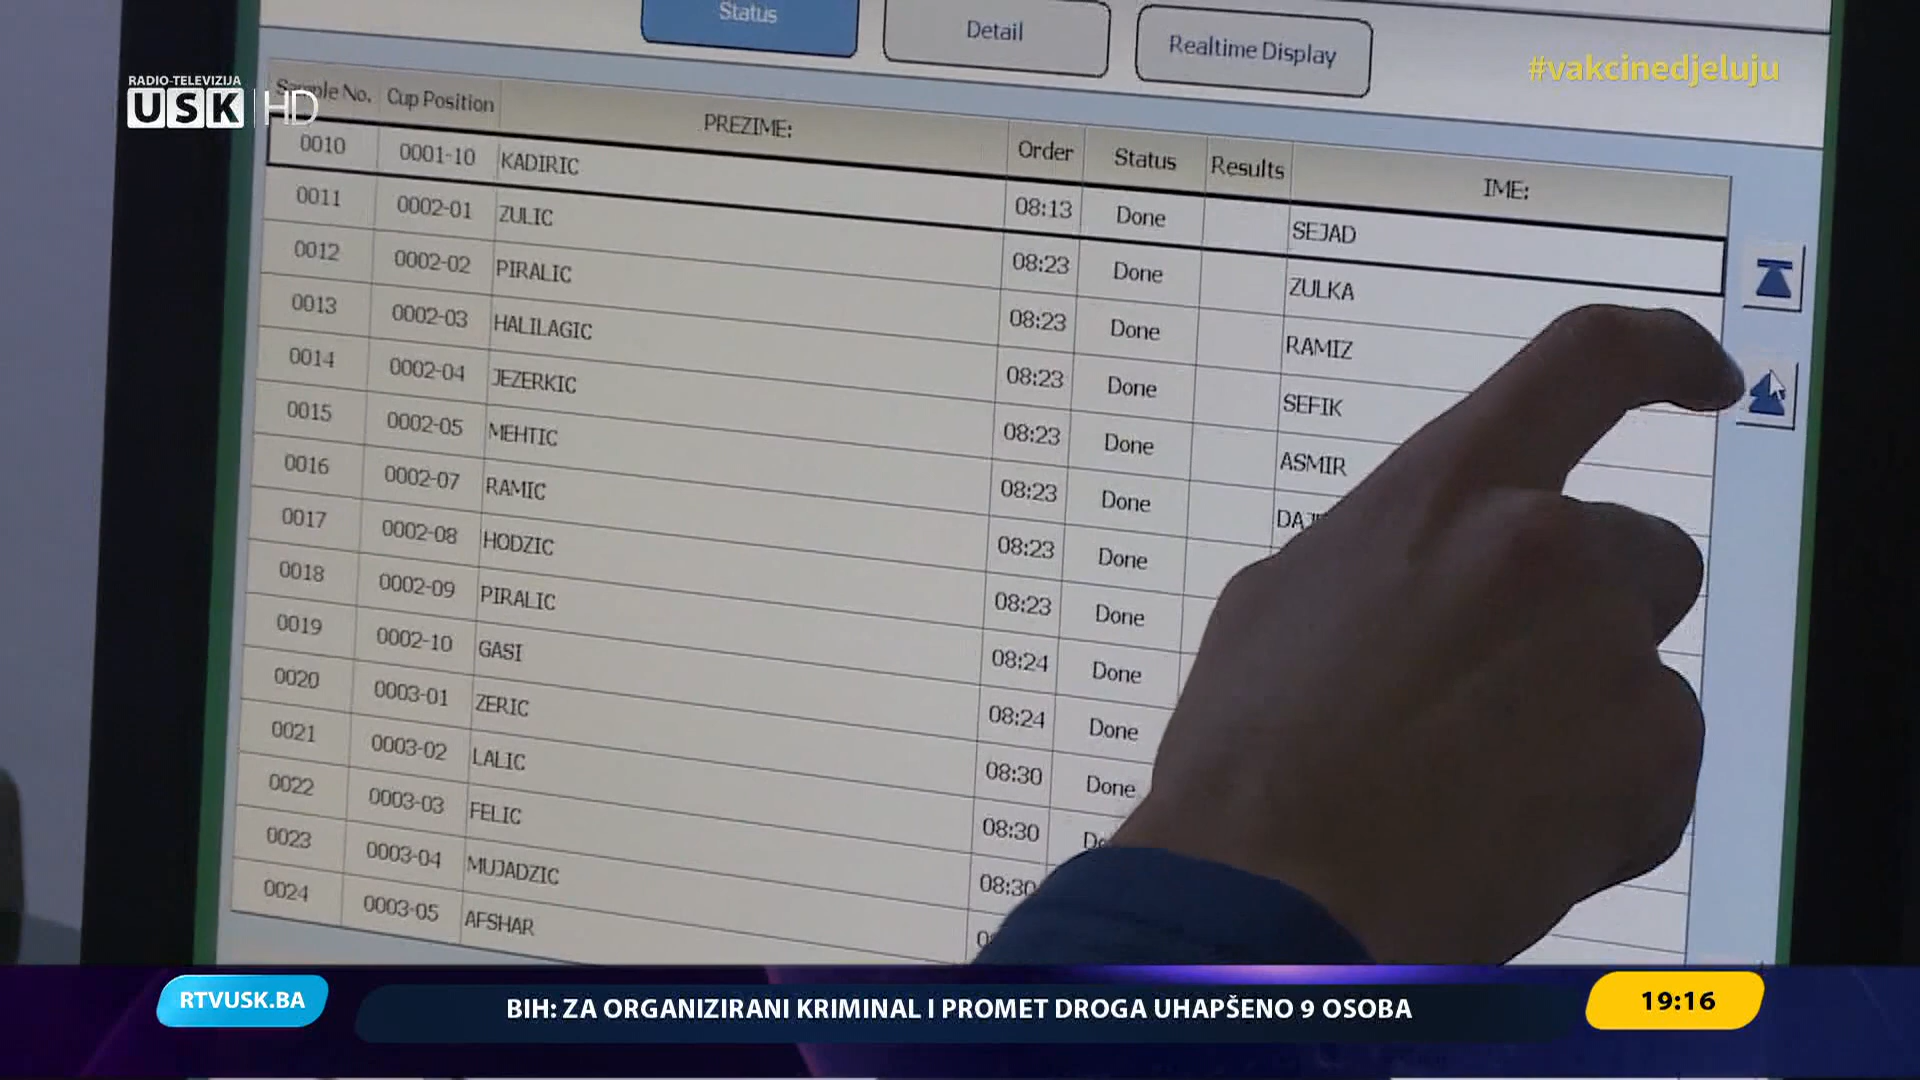 Status
Detail
Realtime Display
#vakcinedjeluju
RADIO-TELEVIZIJA
USK HD
Sample No. Cup Position PREZIME: Order Status Results IME:
0010 0001-10 KADIRIC 08:13 Done SEJAD
0011 0002-01 ZULIC 08:23 Done ZULKA
0012 0002-02 PIRALIC 08:23 Done RAMIZ
0013 0002-03 HALILAGIC 08:23 Done SEFIK
0014 0002-04 JEZERKIC 08:23 Done ASMIR
0015 0002-05 MEHTIC 08:23 Done
0016 0002-07 RAMIC 08:23 Done
0017 0002-08 HODZIC 08:23 Done
0018 0002-09 PIRALIC 08:24 Done
0019 0002-10 GASI 08:24 Done
0020 0003-01 ZERIC 08:30 Done
0021 0003-02 LALIC 08:30
0022 0003-03 FELIC 08:30
0023 0003-04 MUJADZIC
0024 0003-05 AFSHAR
RTVUSK.BA
BIH: ZA ORGANIZIRANI KRIMINAL I PROMET DROGA UHAPŠENO 9 OSOBA
19:16